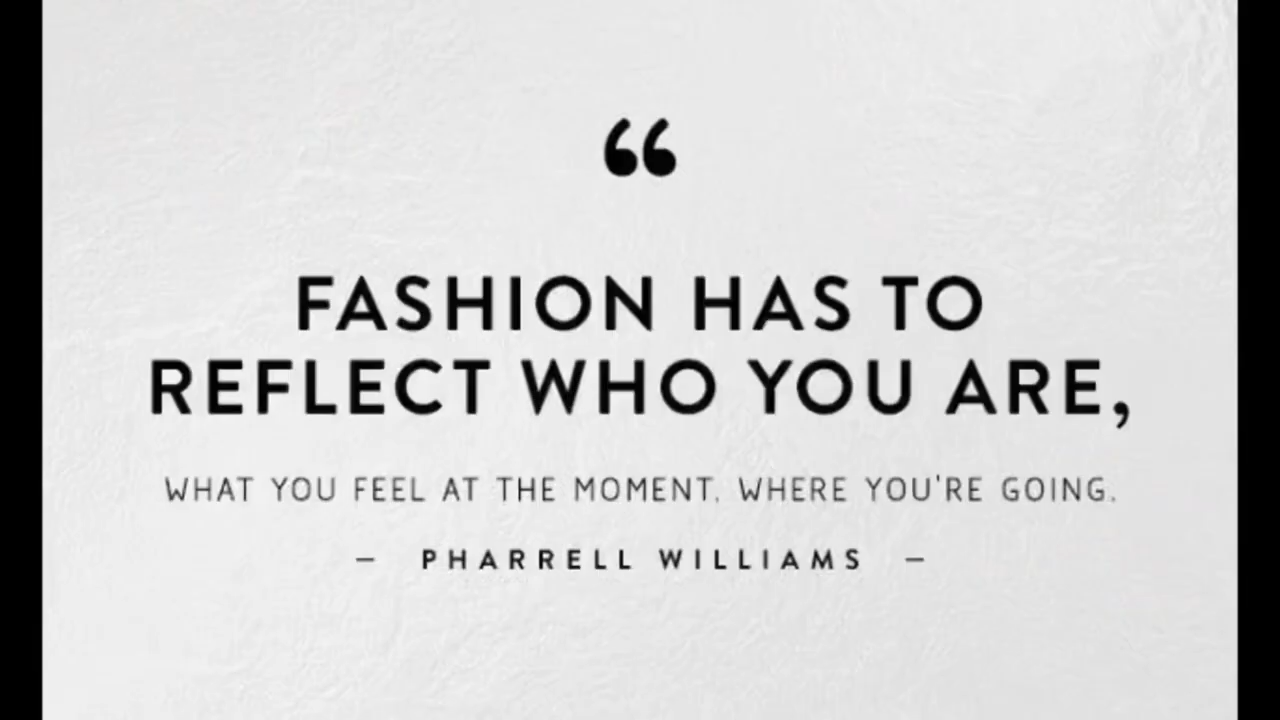 “
FASHION HAS TO
REFLECT WHO YOU ARE,
WHAT YOU FEEL AT THE MOMENT, WHERE YOU'RE GOING.
– PHARRELL WILLIAMS –